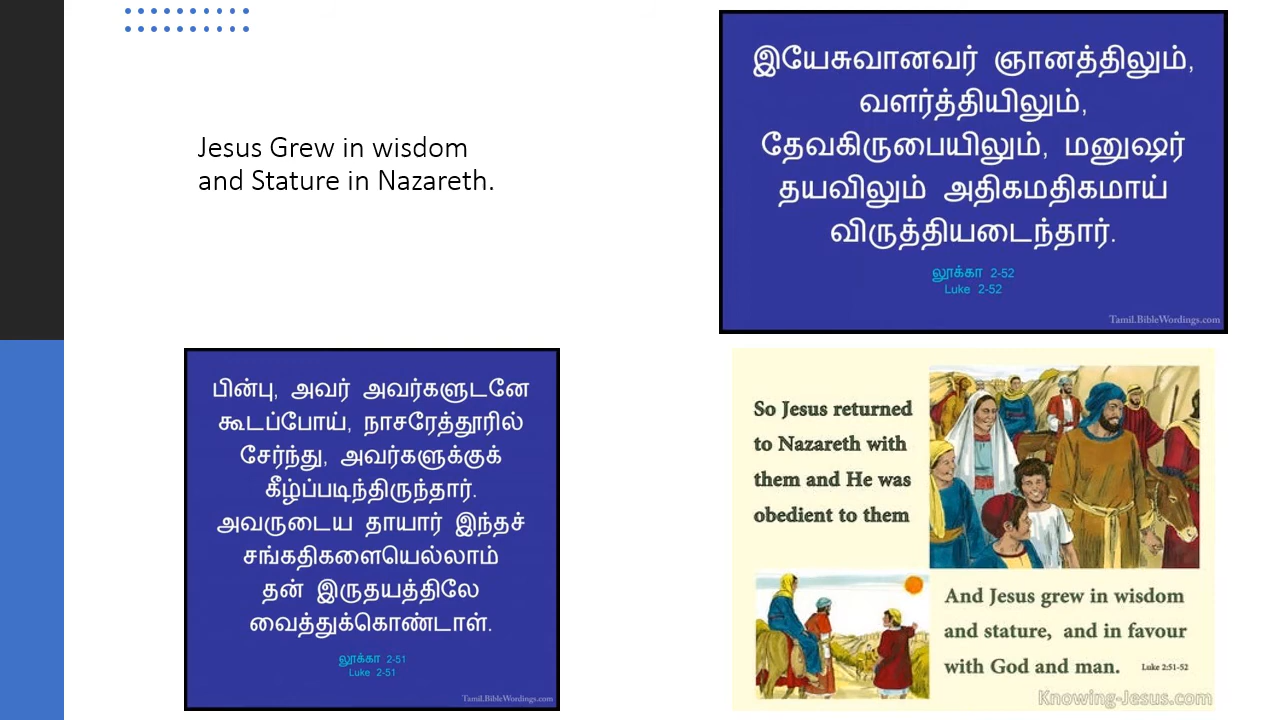 Jesus Grew in wisdom
and Stature in Nazareth.
இயேசுவானவர் ஞானத்திலும்,
வளர்த்தியிலும்,
தேவகிருபையிலும், மனுஷர்
தயவிலும் அதிகமதிகமாய்
விருத்தியடைந்தார்.
லூக்கா 2-52
Luke 2-52
Tamil.BibleWordings.com
பின்பு, அவர் அவர்களுடனே
கூடப்போய், நாசரேத்தூரில்
சேர்ந்து, அவர்களுக்குக்
கீழ்ப்படிந்திருந்தார்.
அவருடைய தாயார் இந்தச்
சங்கதிகளையெல்லாம்
தன் இருதயத்திலே
வைத்துக்கொண்டாள்.
லூக்கா 2-51
Luke 2-51
Tamil.BibleWordings.com
So Jesus returned
to Nazareth with
them and He was
obedient to them
And Jesus grew in wisdom
and stature, and in favour
with God and man. Luke 2:51-52
Knowing-Jesus.com